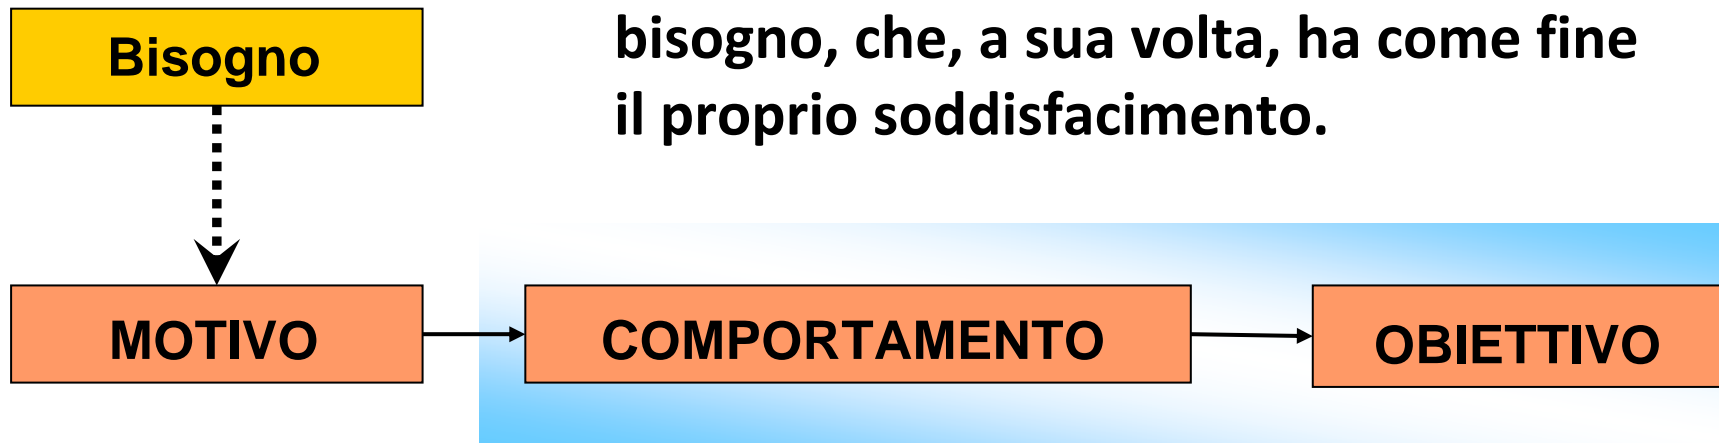 Bisogno
bisogno, che, a sua volta, ha come fine
il proprio soddisfacimento.
MOTIVO
COMPORTAMENTO
OBIETTIVO